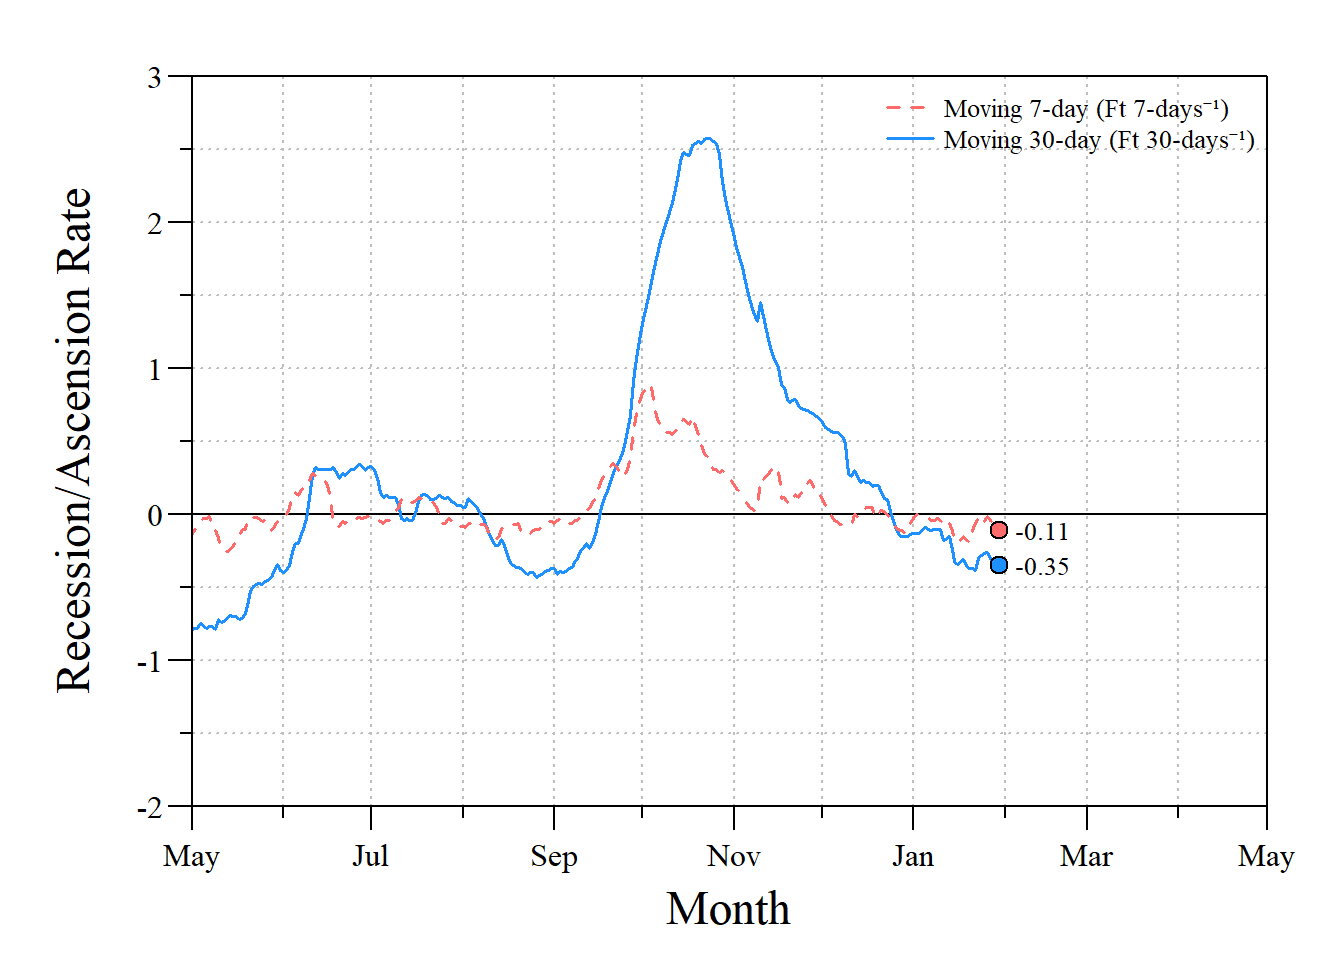 Moving 7-day (Ft 7-days⁻¹)
Moving 30-day (Ft 30-days⁻¹)
Recession/Ascension Rate
3
2
1
0
-1
-2
-0.11
-0.35
May Jul Sep Nov Jan Mar May
Month